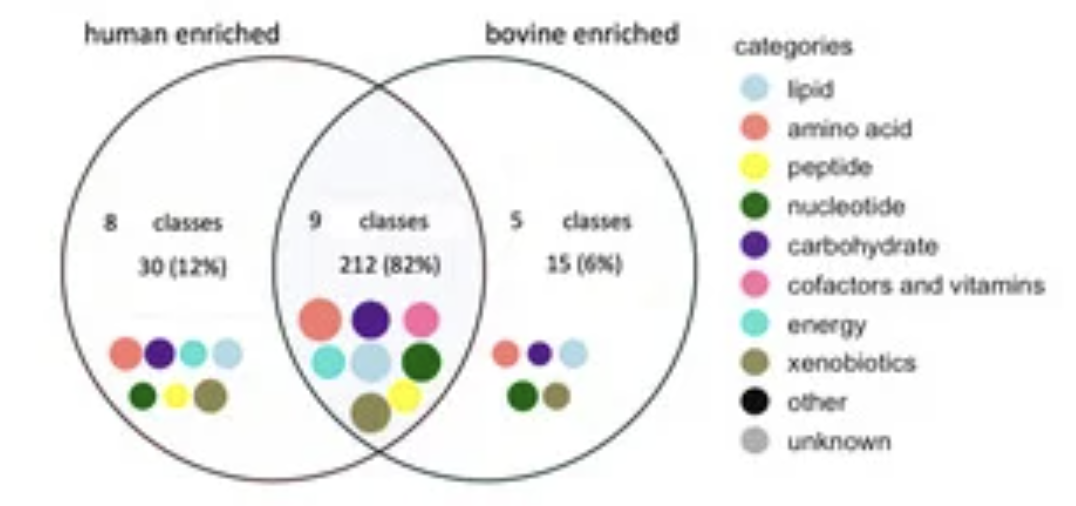 human enriched
bovine enriched
categories
lipid
amino acid
peptide
nucleotide
carbohydrate
cofactors and vitamins
energy
xenobiotics
other
unknown
8 classes
30 (12%)
9 classes
212 (82%)
5 classes
15 (6%)